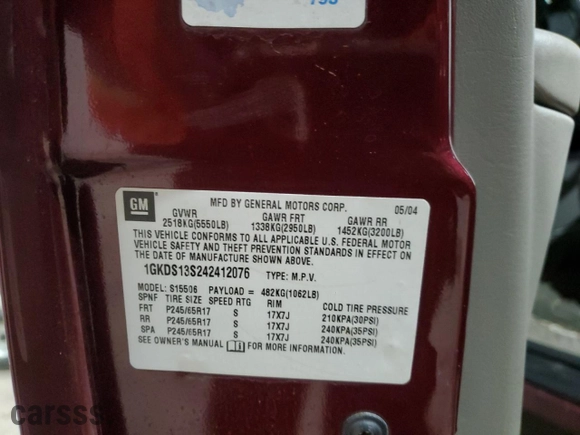 GM
MFD BY GENERAL MOTORS CORP. 05/04
GVWR GAWR FRT GAWR RR
2518KG(5550LB) 1338KG(2950LB) 1452KG(3200LB)
THIS VEHICLE CONFORMS TO ALL APPLICABLE U.S. FEDERAL MOTOR
VEHICLE SAFETY AND THEFT PREVENTION STANDARDS IN EFFECT
ON THE DATE OF MANUFACTURE SHOWN ABOVE.
1GKDS13S242412076 TYPE: M.P.V.
MODEL: S15506 PAYLOAD = 482KG(1062LB)
SPNF TIRE SIZE SPEED RTG RIM COLD TIRE PRESSURE
FRT P245/65R17 S 17X7J 210KPA(30PSI)
RR P245/65R17 S 17X7J 240KPA(35PSI)
SPA P245/65R17 S 17X7J 240KPA(35PSI)
SEE OWNER'S MANUAL FOR MORE INFORMATION.
carsss